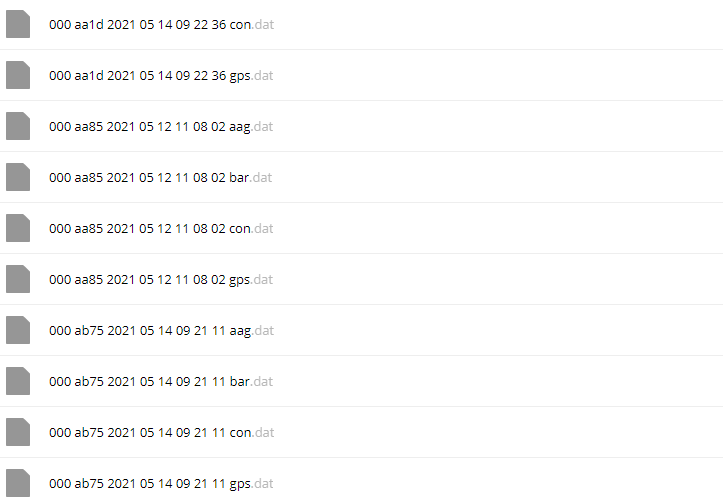 000 aa1d 2021 05 14 09 22 36 con.dat
000 aa1d 2021 05 14 09 22 36 gps.dat
000 aa85 2021 05 12 11 08 02 aag.dat
000 aa85 2021 05 12 11 08 02 bar.dat
000 aa85 2021 05 12 11 08 02 con.dat
000 aa85 2021 05 12 11 08 02 gps.dat
000 ab75 2021 05 14 09 21 11 aag.dat
000 ab75 2021 05 14 09 21 11 bar.dat
000 ab75 2021 05 14 09 21 11 con.dat
000 ab75 2021 05 14 09 21 11 gps.dat